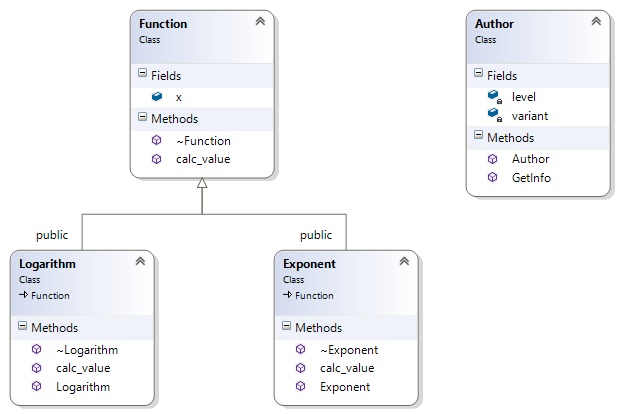 Function
Class
Fields
x
Methods
~Function
calc_value
Author
Class
Fields
level
variant
Methods
Author
GetInfo
public
public
Logarithm
Class
Function
Methods
~Logarithm
calc_value
Logarithm
Exponent
Class
Function
Methods
~Exponent
calc_value
Exponent